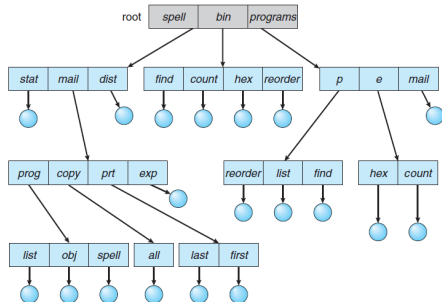 root spell bin programs
stat mail dist find count hex reorder p e mail
prog copy prt exp reorder list find hex count
list obj spell all last first